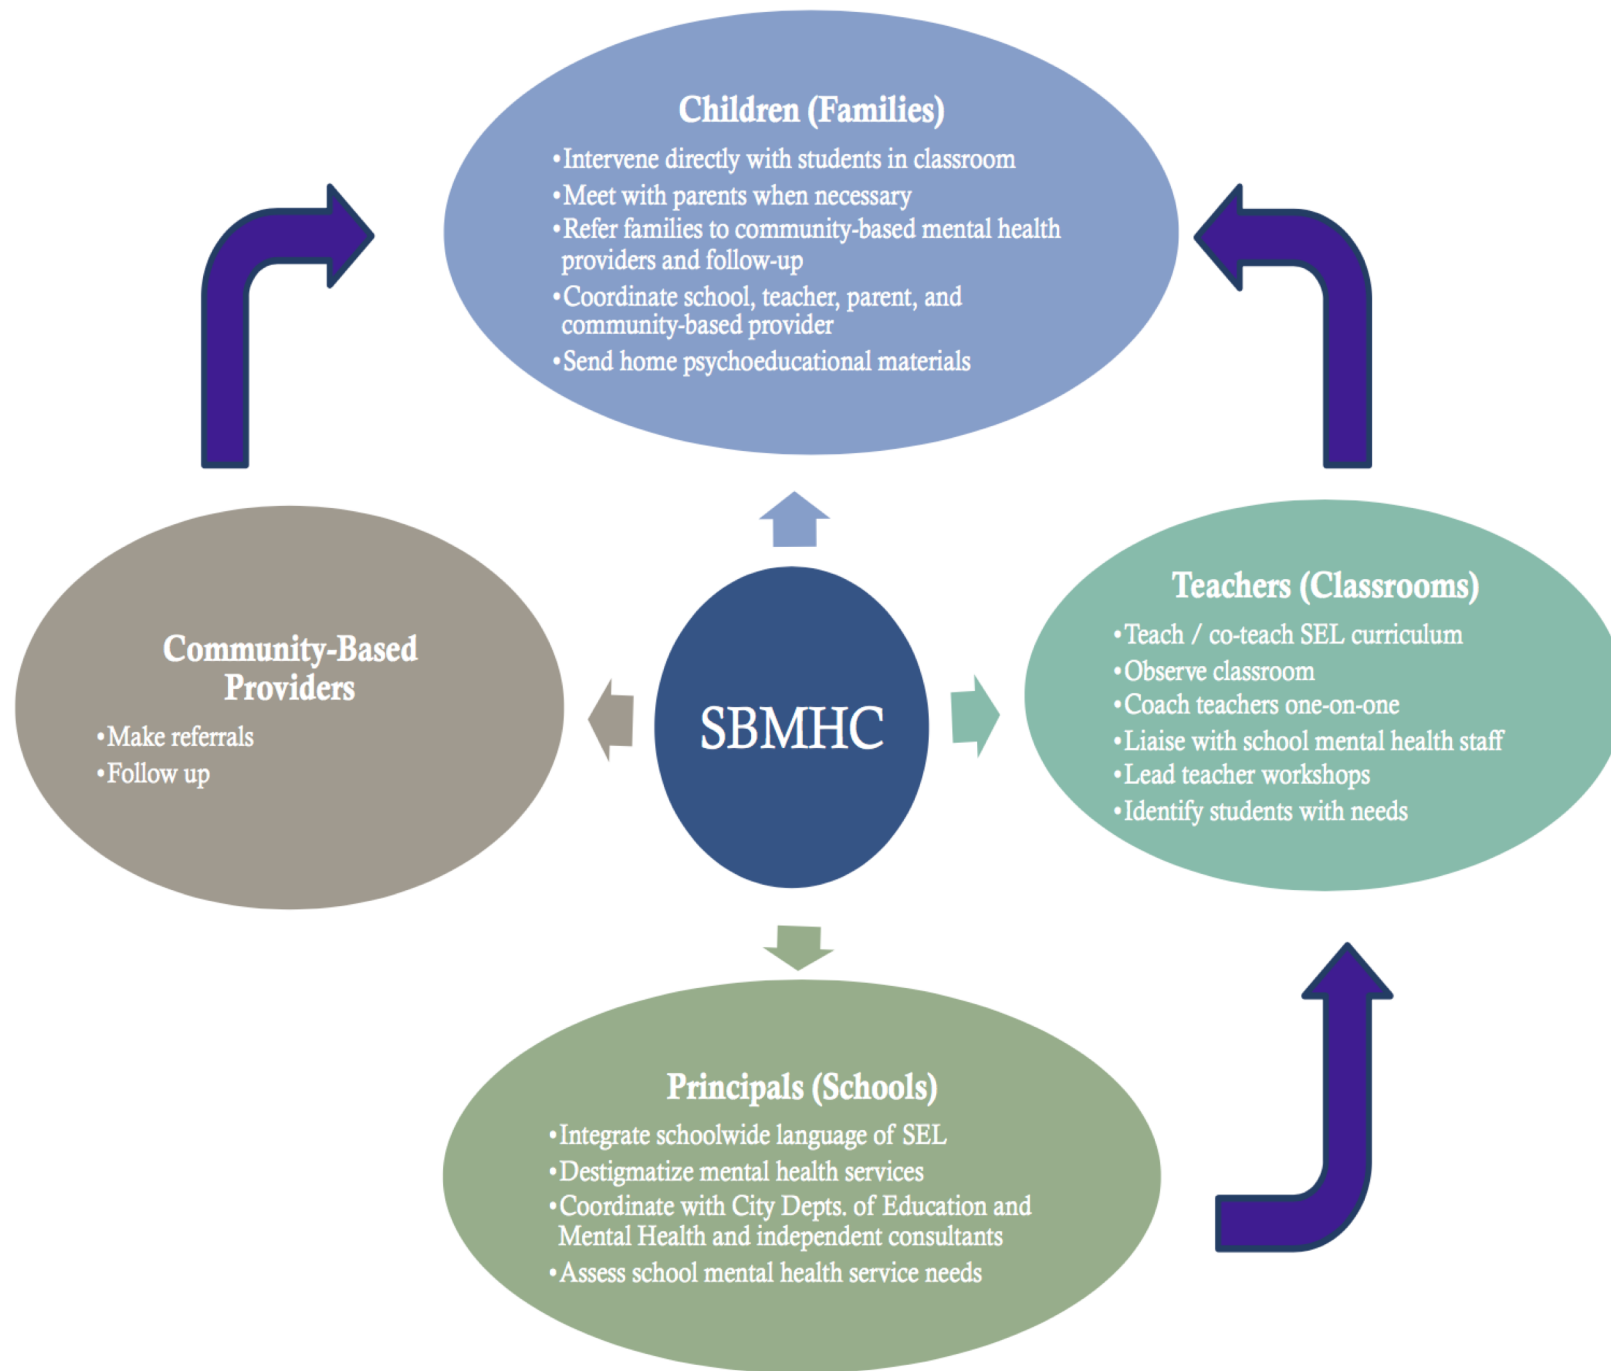 Children (Families)
•Intervene directly with students in classroom
•Meet with parents when necessary
•Refer families to community-based mental health
providers and follow-up
•Coordinate school, teacher, parent, and
community-based provider
•Send home psychoeducational materials
Community-Based
Providers
•Make referrals
•Follow up
SBMHC
Teachers (Classrooms)
•Teach / co-teach SEL curriculum
•Observe classroom
•Coach teachers one-on-one
•Liaise with school mental health staff
•Lead teacher workshops
•Identify students with needs
Principals (Schools)
•Integrate schoolwide language of SEL
•Destigmatize mental health services
•Coordinate with City Depts. of Education and
Mental Health and independent consultants
•Assess school mental health service needs